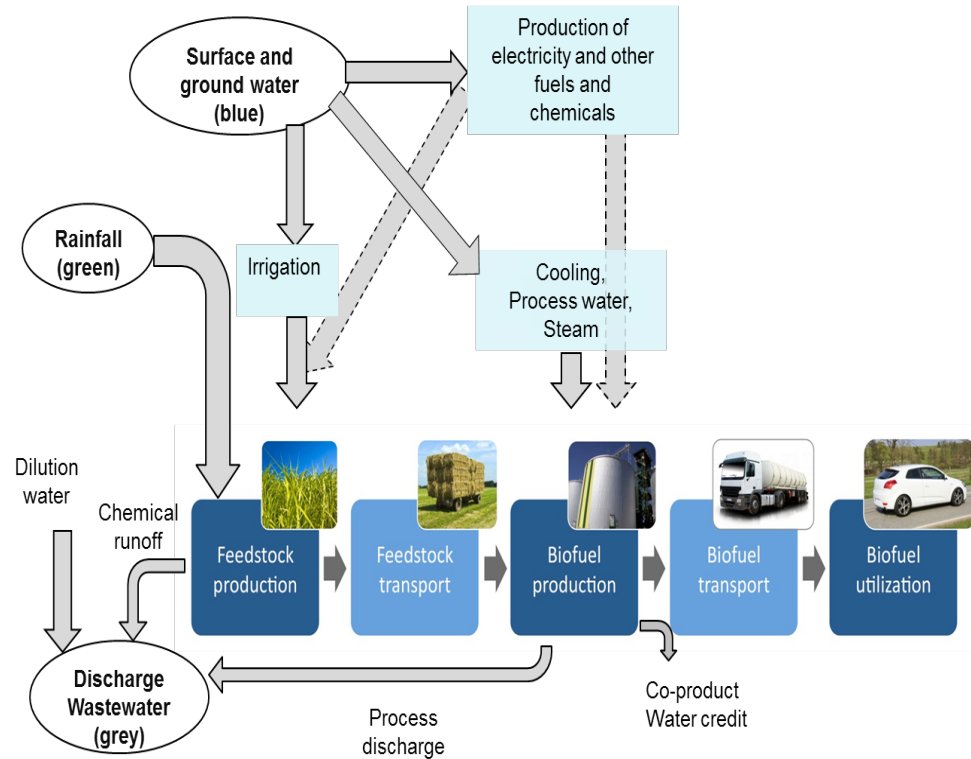 Surface and
ground water
(blue)
Production of
electricity and other
fuels and
chemicals
Rainfall
(green)
Irrigation
Cooling,
Process water,
Steam
Dilution
water
Chemical
runoff
Feedstock
production
Feedstock
transport
Biofuel
production
Biofuel
transport
Biofuel
utilization
Discharge
Wastewater
(grey)
Process
discharge
Co-product
Water credit